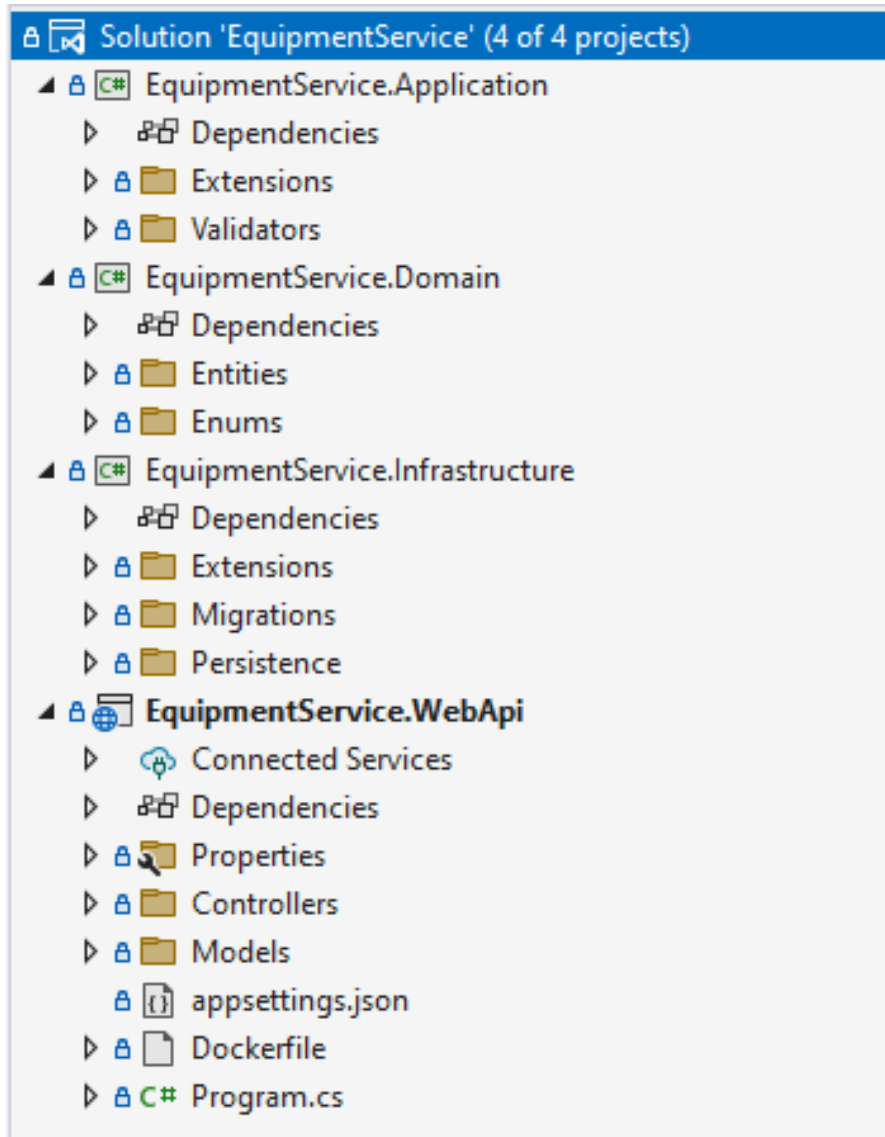 Solution 'EquipmentService' (4 of 4 projects)
C# EquipmentService.Application
Dependencies
Extensions
Validators
C# EquipmentService.Domain
Dependencies
Entities
Enums
C# EquipmentService.Infrastructure
Dependencies
Extensions
Migrations
Persistence
EquipmentService.WebApi
Connected Services
Dependencies
Properties
Controllers
Models
appsettings.json
Dockerfile
C# Program.cs